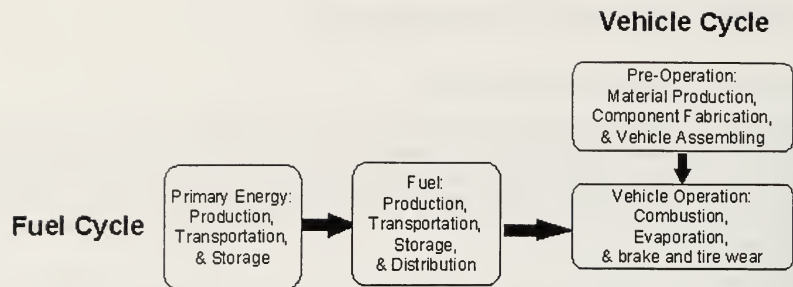 Vehicle Cycle
Pre-Operation:
Material Production,
Component Fabrication,
& Vehicle Assembling
Fuel Cycle
Primary Energy:
Production,
Transportation,
& Storage
Fuel:
Production,
Transportation,
Storage,
& Distribution
Vehicle Operation:
Combustion,
Evaporation,
& brake and tire wear